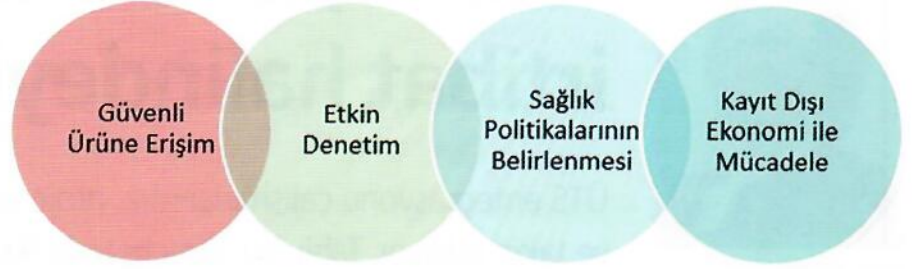 Güvenli
Ürüne Erişim
Etkin
Denetim
Sağlık
Politikalarının
Belirlenmesi
Kayıt Dışı
Ekonomi ile
Mücadele